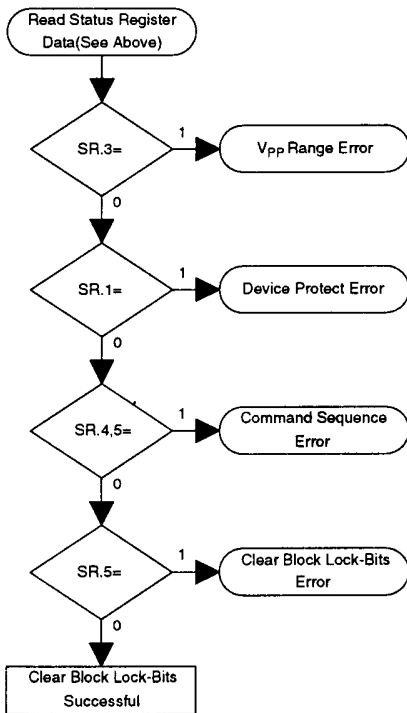 Read Status Register
Data(See Above)
SR.3=
1
VPP Range Error
0
SR.1=
1
Device Protect Error
0
SR.4,5=
1
Command Sequence
Error
0
SR.5=
1
Clear Block Lock-Bits
Error
0
Clear Block Lock-Bits
Successful